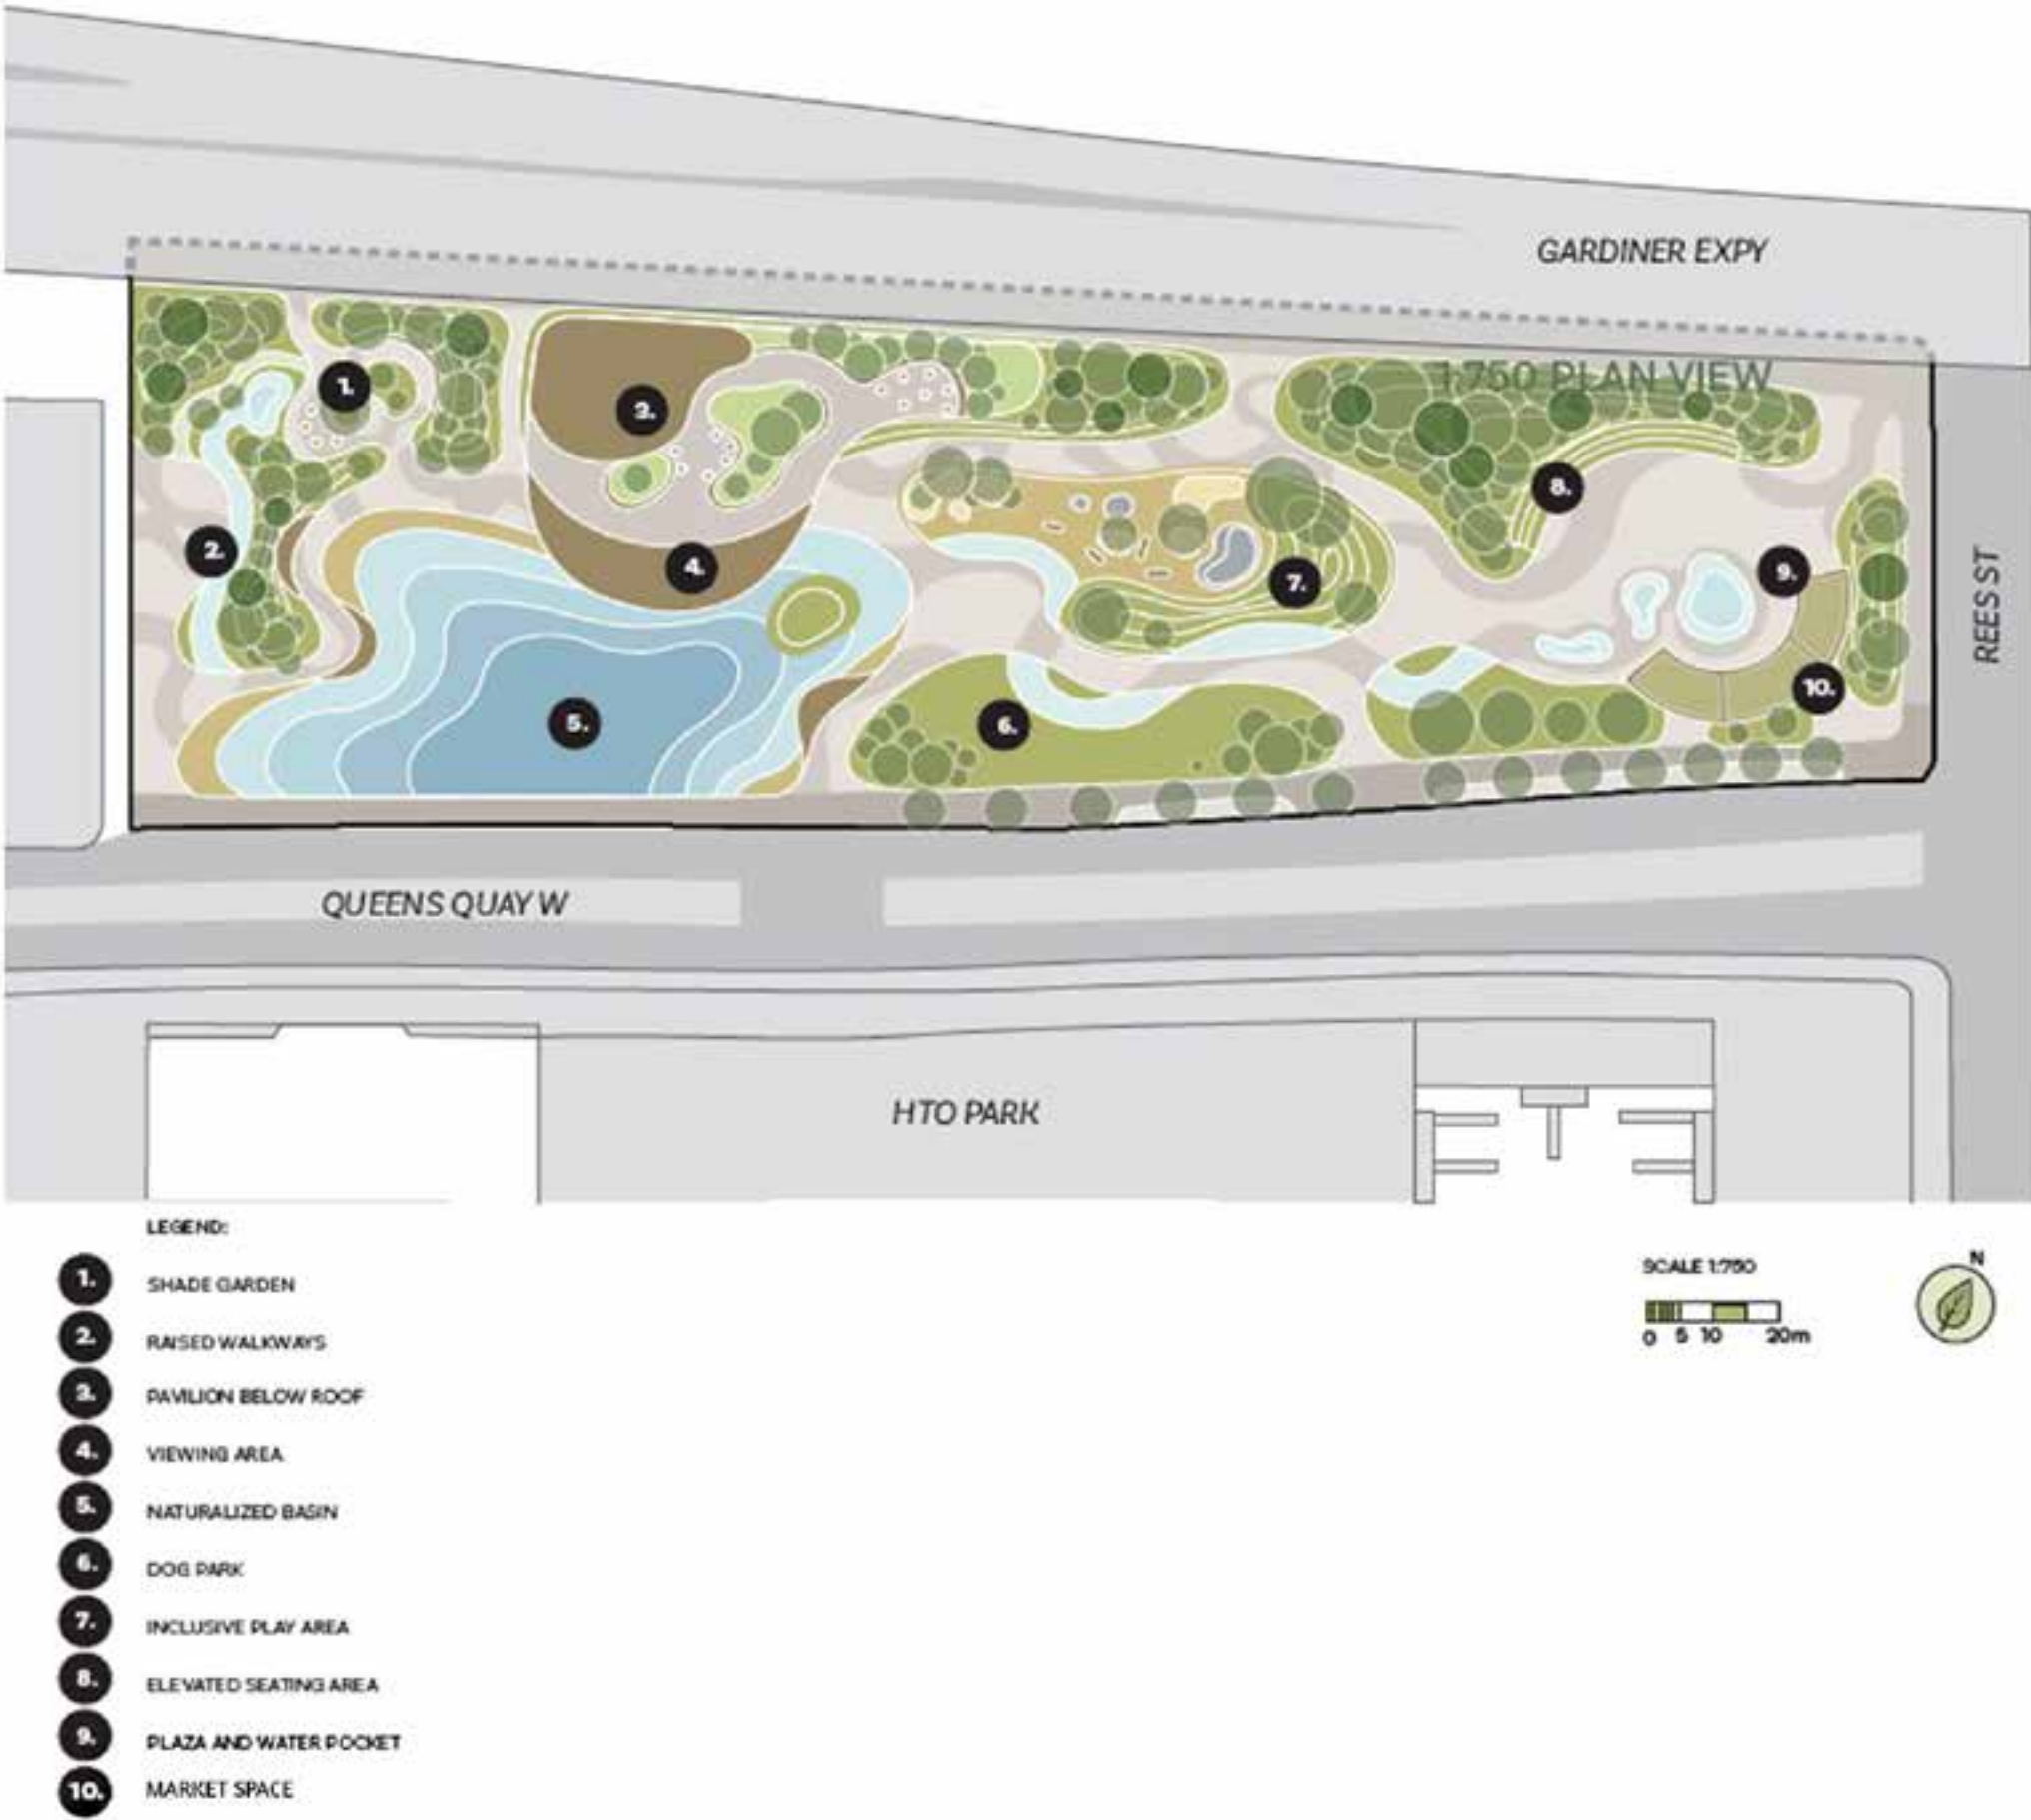 GARDINER EXPY
1:750 PLAN VIEW
1.
3.
8.
2.
4.
7.
9.
REES ST
10.
5.
6.
QUEENS QUAY W
HTO PARK
LEGEND:
1. SHADE GARDEN
2. RAISED WALKWAYS
3. PAVILION BELOW ROOF
4. VIEWING AREA
5. NATURALIZED BASIN
6. DOG PARK
7. INCLUSIVE PLAY AREA
8. ELEVATED SEATING AREA
9. PLAZA AND WATER POCKET
10. MARKET SPACE
SCALE 1:750
0 5 10 20m
N